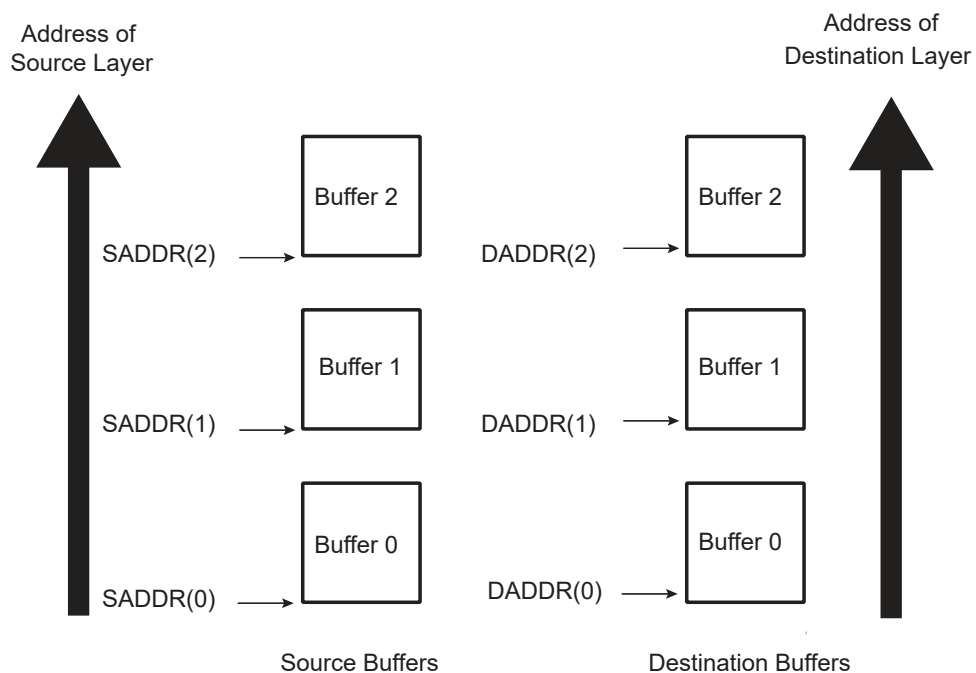 Address of
Source Layer
Address of
Destination Layer
Buffer 2
Buffer 2
SADDR(2)
DADDR(2)
Buffer 1
Buffer 1
SADDR(1)
DADDR(1)
Buffer 0
Buffer 0
SADDR(0)
DADDR(0)
Source Buffers
Destination Buffers